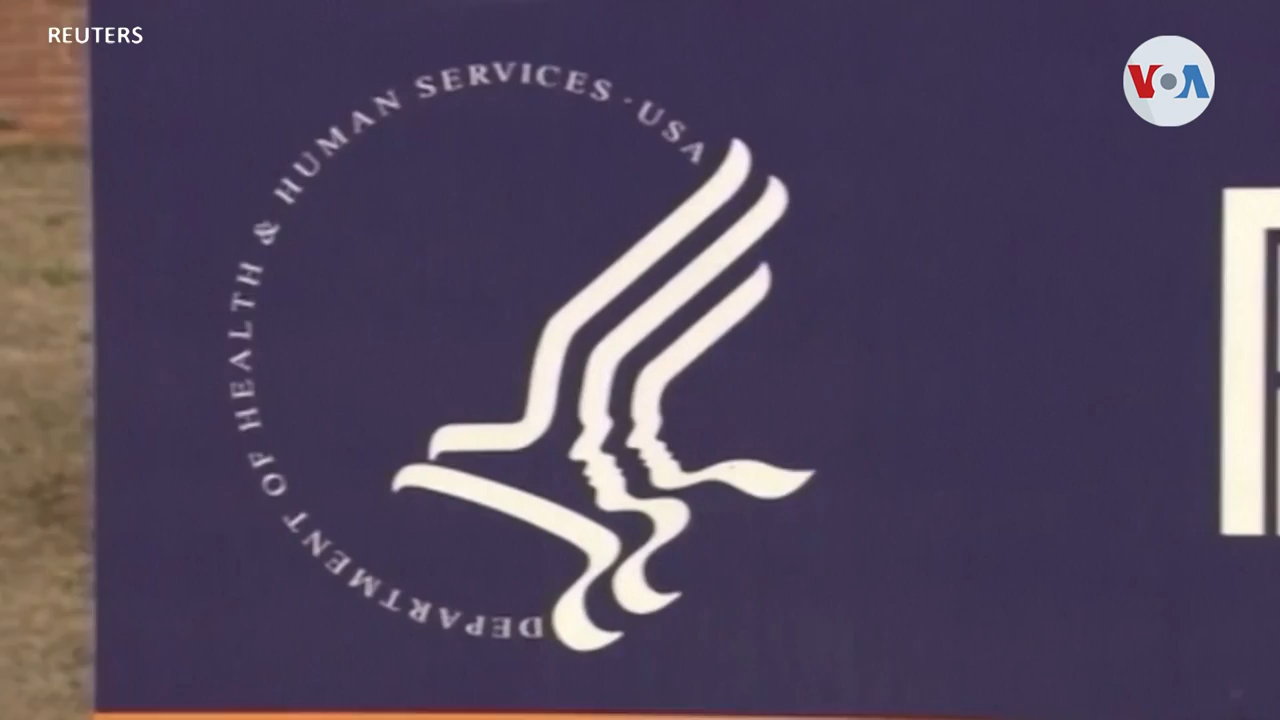 REUTERS
VOA
DEPARTMENT OF HEALTH & HUMAN SERVICES · USA